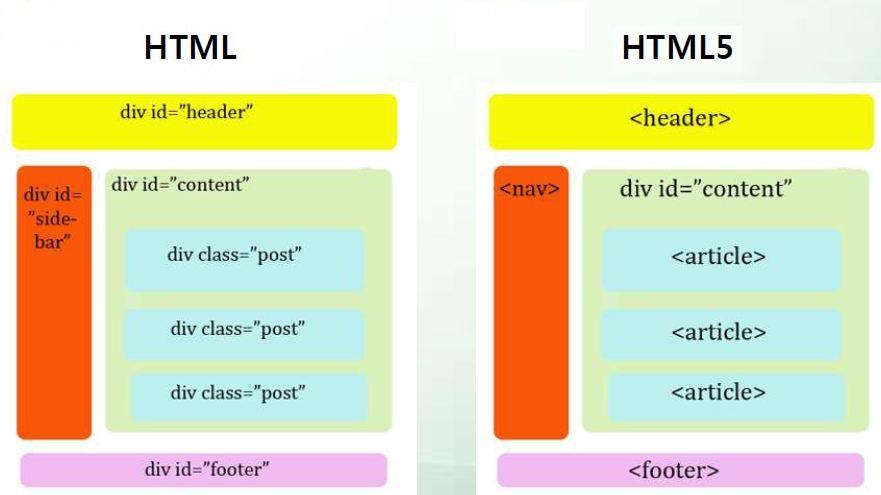 HTML
div id=”header”
div id=
”side-
bar”
div id=”content”
div class=”post”
div class=”post”
div class=”post”
div id=”footer”
HTML5
<header>
<nav>
div id=”content”
<article>
<article>
<article>
<footer>